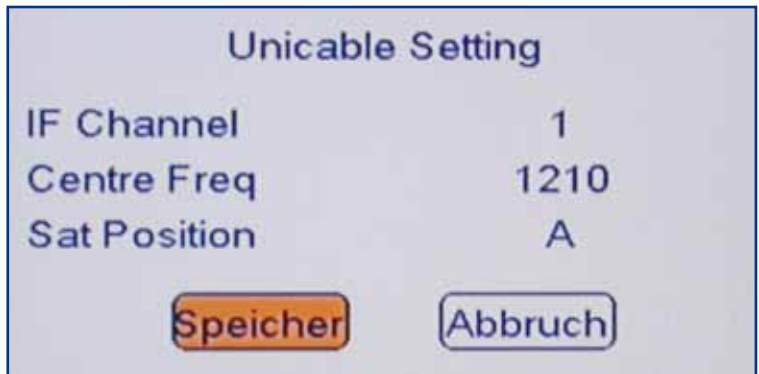 Unicable Setting
IF Channel 1
Centre Freq 1210
Sat Position A
Speicher Abbruch